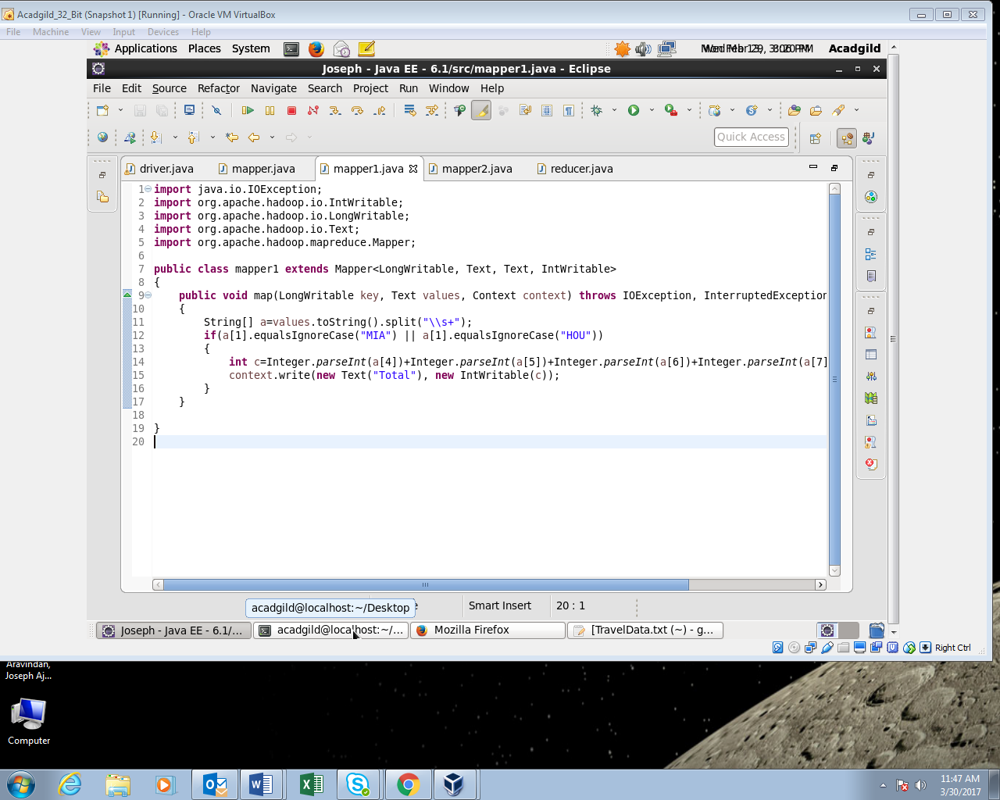 Acadgild_32_Bit (Snapshot 1) [Running] - Oracle VM VirtualBox
File Machine View Input Devices Help
Applications Places System Acadgild
Joseph - Java EE - 6.1/src/mapper1.java - Eclipse
File Edit Source Refactor Navigate Search Project Run Window Help
Quick Access
driver.java mapper.java mapper1.java mapper2.java reducer.java
1 import java.io.IOException;
2 import org.apache.hadoop.io.IntWritable;
3 import org.apache.hadoop.io.LongWritable;
4 import org.apache.hadoop.io.Text;
5 import org.apache.hadoop.mapreduce.Mapper;
6
7 public class mapper1 extends Mapper<LongWritable, Text, Text, IntWritable>
8 {
9 public void map(LongWritable key, Text values, Context context) throws IOException, InterruptedException
10 {
11 String[] a=values.toString().split("\\s+");
12 if(a[1].equalsIgnoreCase("MIA") || a[1].equalsIgnoreCase("HOU"))
13 {
14 int c=Integer.parseInt(a[4])+Integer.parseInt(a[5])+Integer.parseInt(a[6])+Integer.parseInt(a[7]
15 context.write(new Text("Total"), new IntWritable(c));
16 }
17 }
18
19 }
20
acadgild@localhost:~/Desktop Smart Insert 20 : 1
Joseph - Java EE - 6.1/... acadgild@localhost:~/... Mozilla Firefox [TravelData.txt (~) - g...
Right Ctrl
Aravindan,
Joseph Aj...
Computer
11:47 AM
3/30/2017